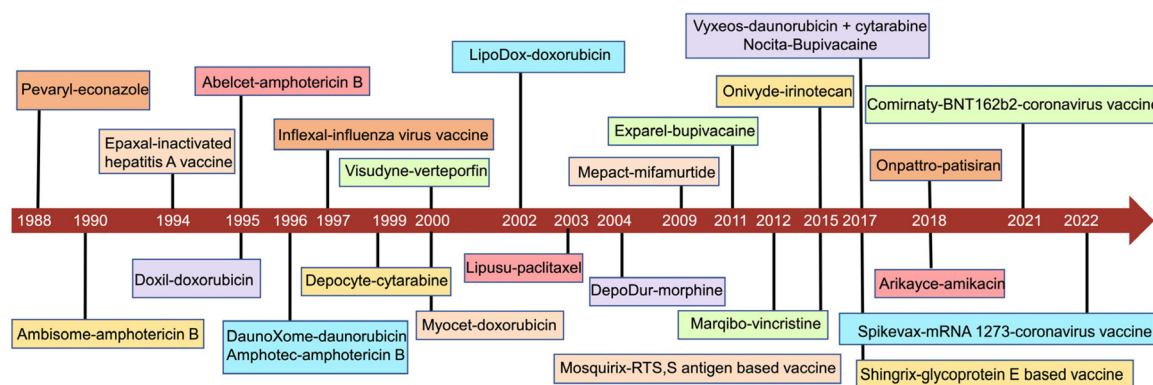 Vyxeos-daunorubicin + cytarabine
Nocita-Bupivacaine
LipoDox-doxorubicin
Abelcet-amphotericin B
Pevaryl-econazole
Onivyde-irinotecan
Comirnaty-BNT162b2-coronavirus vaccine
Epaxal-inactivated
hepatitis A vaccine
Inflexal-influenza virus vaccine
Exparel-bupivacaine
Visudyne-verteporfin
Mepact-mifamurtide
Onpattro-patisiran
1988 1990 1994 1995 1996 1997 1999 2000 2002 2003 2004 2009 2011 2012 2015 2017 2018 2021 2022
Doxil-doxorubicin
Lipusu-paclitaxel
Depocyte-cytarabine
DepoDur-morphine
Arikayce-amikacin
Ambisome-amphotericin B
DaunoXome-daunorubicin
Amphotec-amphotericin B
Myocet-doxorubicin
Marqibo-vincristine
Spikevax-mRNA 1273-coronavirus vaccine
Mosquirix-RTS,S antigen based vaccine
Shingrix-glycoprotein E based vaccine